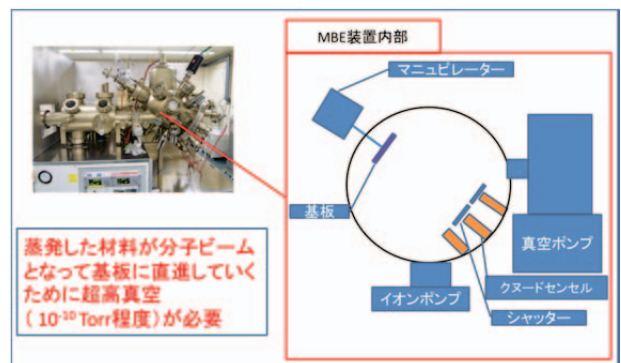 MBE装置内部
マニュピレーター
基板
真空ポンプ
クヌードセンセル
シャッター
イオンポンプ
蒸発した材料が分子ビーム
となって基板に直進していく
ために超高真空
( 10⁻¹⁰ Torr程度)が必要